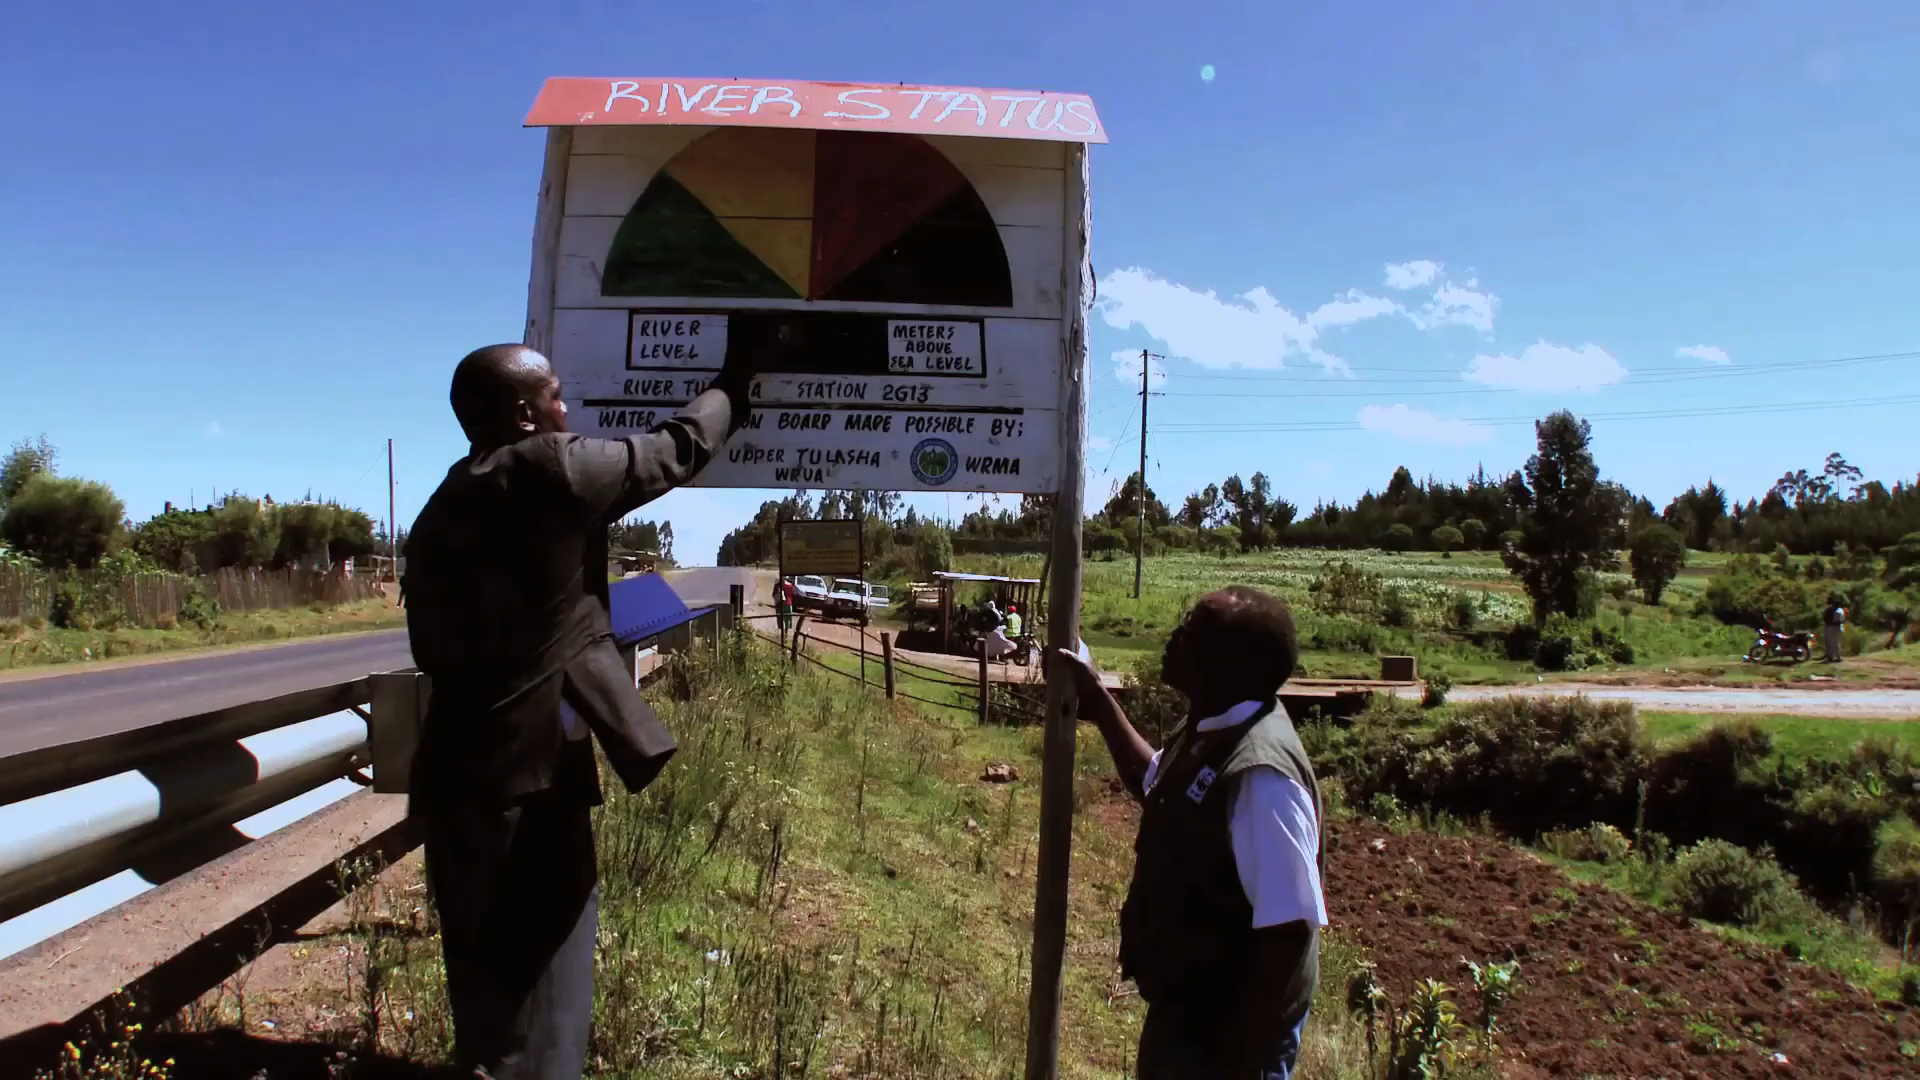 RIVER STATUS
RIVER LEVEL
METERS ABOVE SEA LEVEL
RIVER TU A STATION 2G13
WATER ON BOARD MADE POSSIBLE BY;
UPPER TULASHA WRUA
WRMA